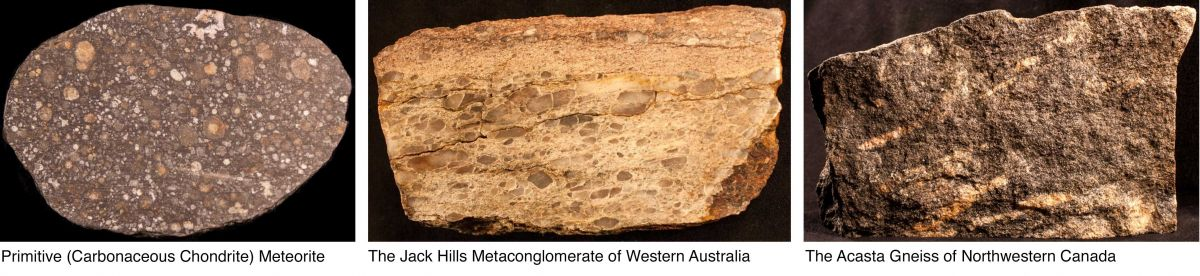 Primitive (Carbonaceous Chondrite) Meteorite
The Jack Hills Metaconglomerate of Western Australia
The Acasta Gneiss of Northwestern Canada